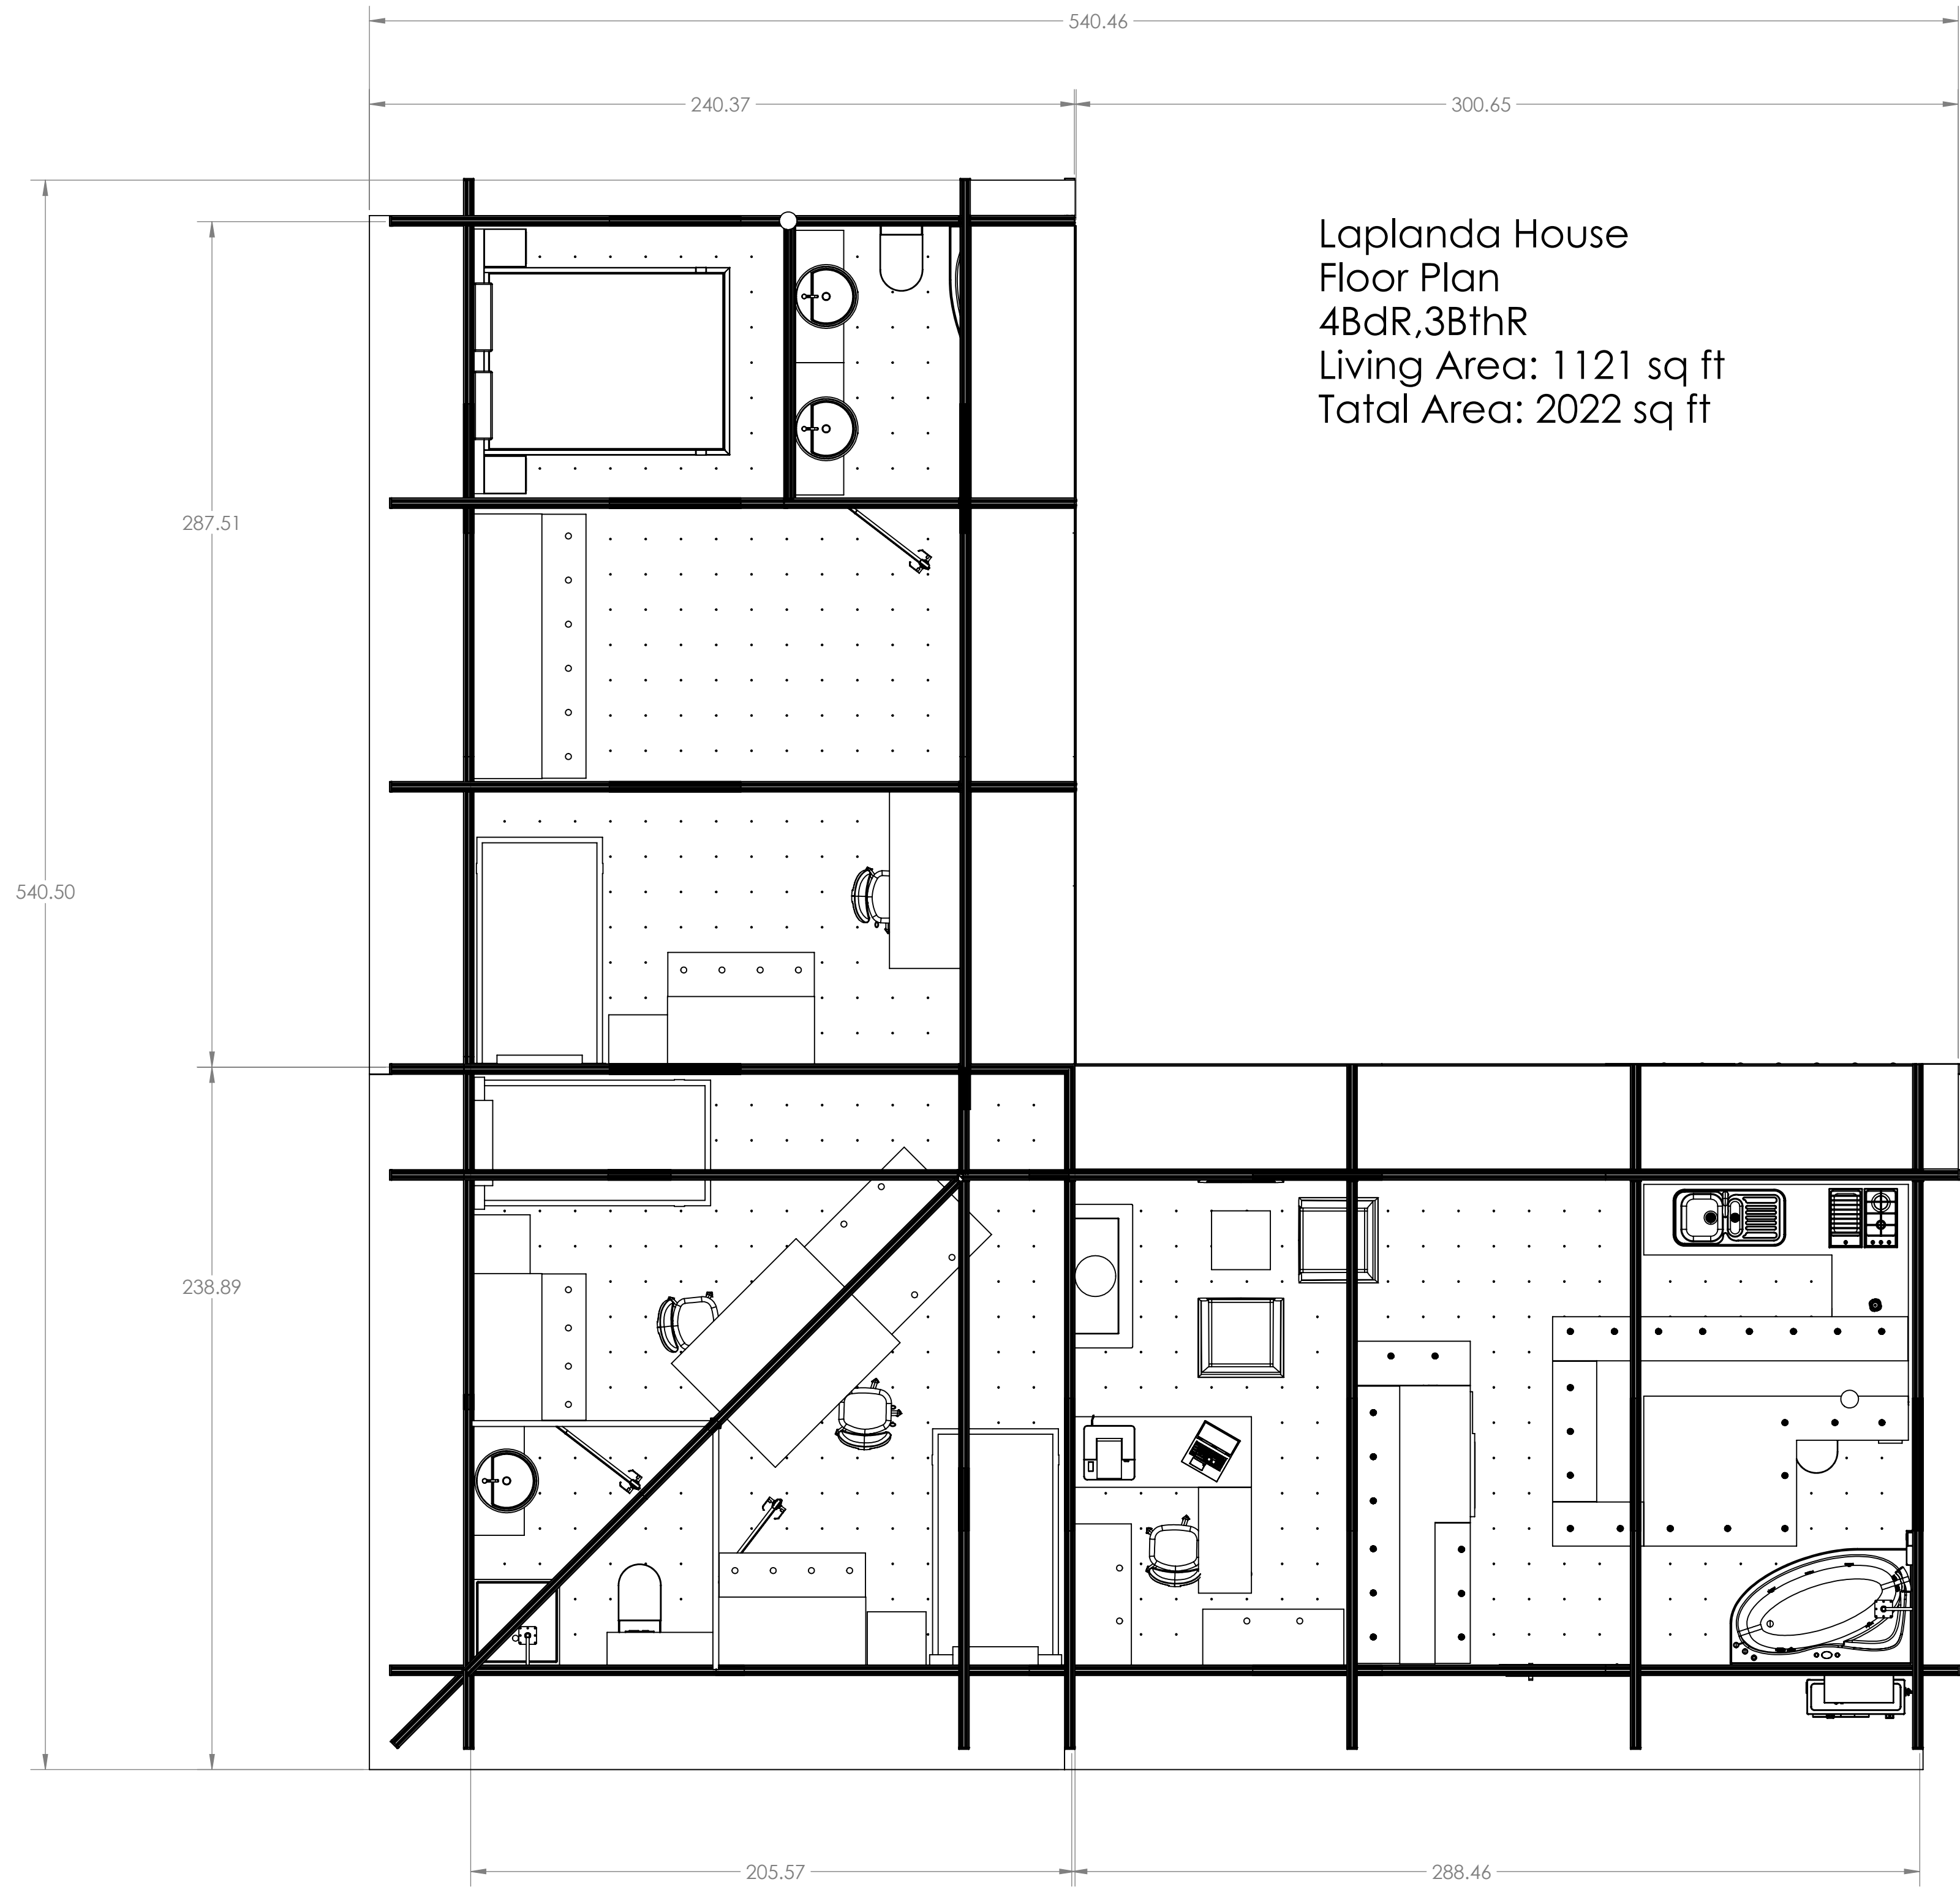 540.46
240.37
300.65
Laplanda House
Floor Plan
4BdR,3BthR
Living Area: 1121 sq ft
Tatal Area: 2022 sq ft
287.51
540.50
238.89
205.57
288.46